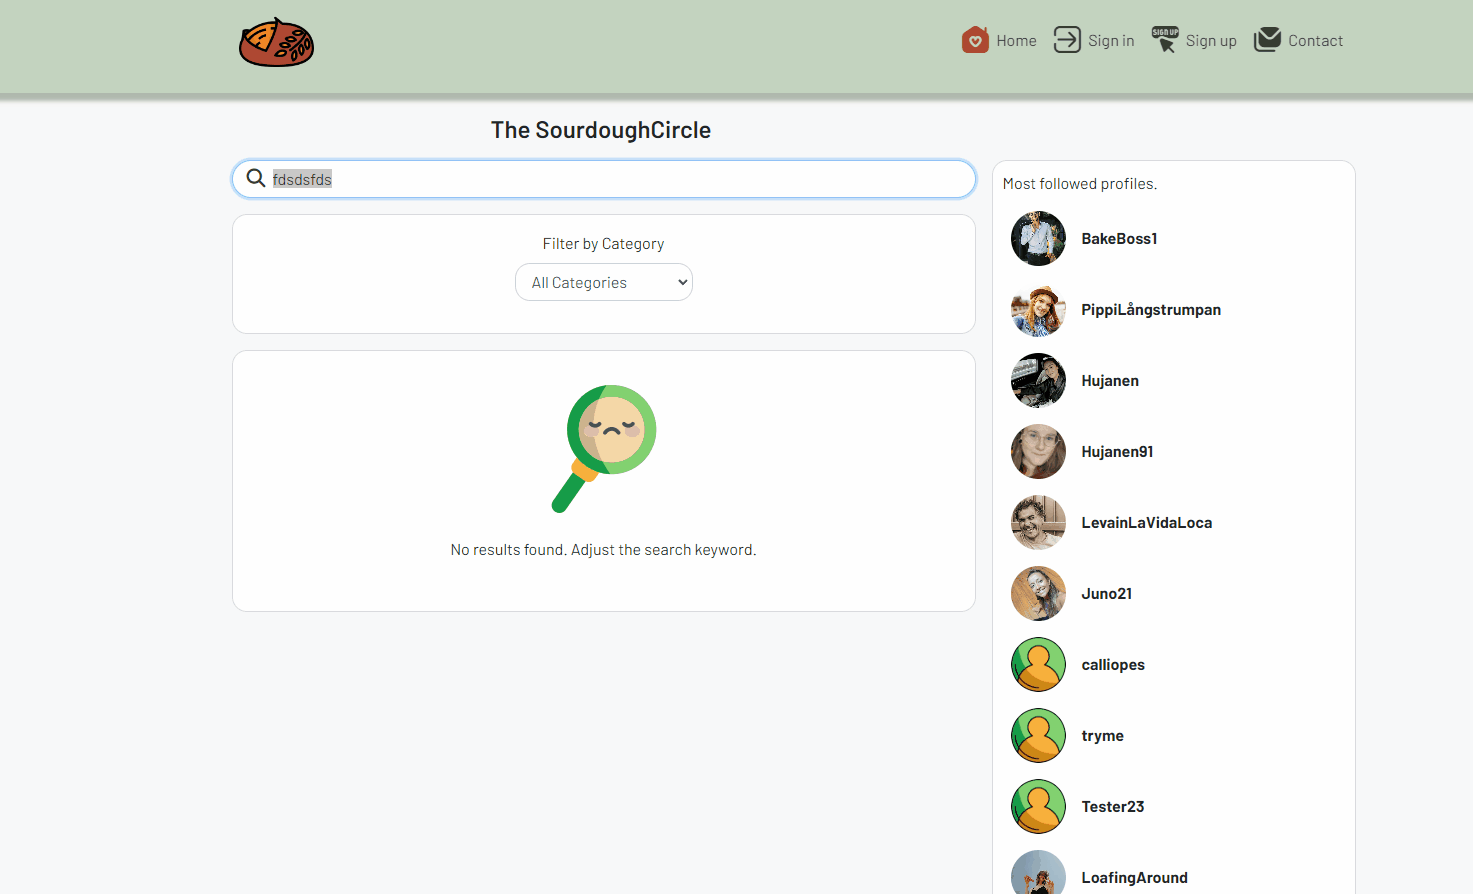 SIGN UP
Home
Sign in
Sign up
Contact
The SourdoughCircle
fdsdsfds
Filter by Category
All Categories
No results found. Adjust the search keyword.
Most followed profiles.
BakeBoss1
PippiLångstrumpan
Hujanen
Hujanen91
LevainLaVidaLoca
Juno21
calliopes
tryme
Tester23
LoafingAround